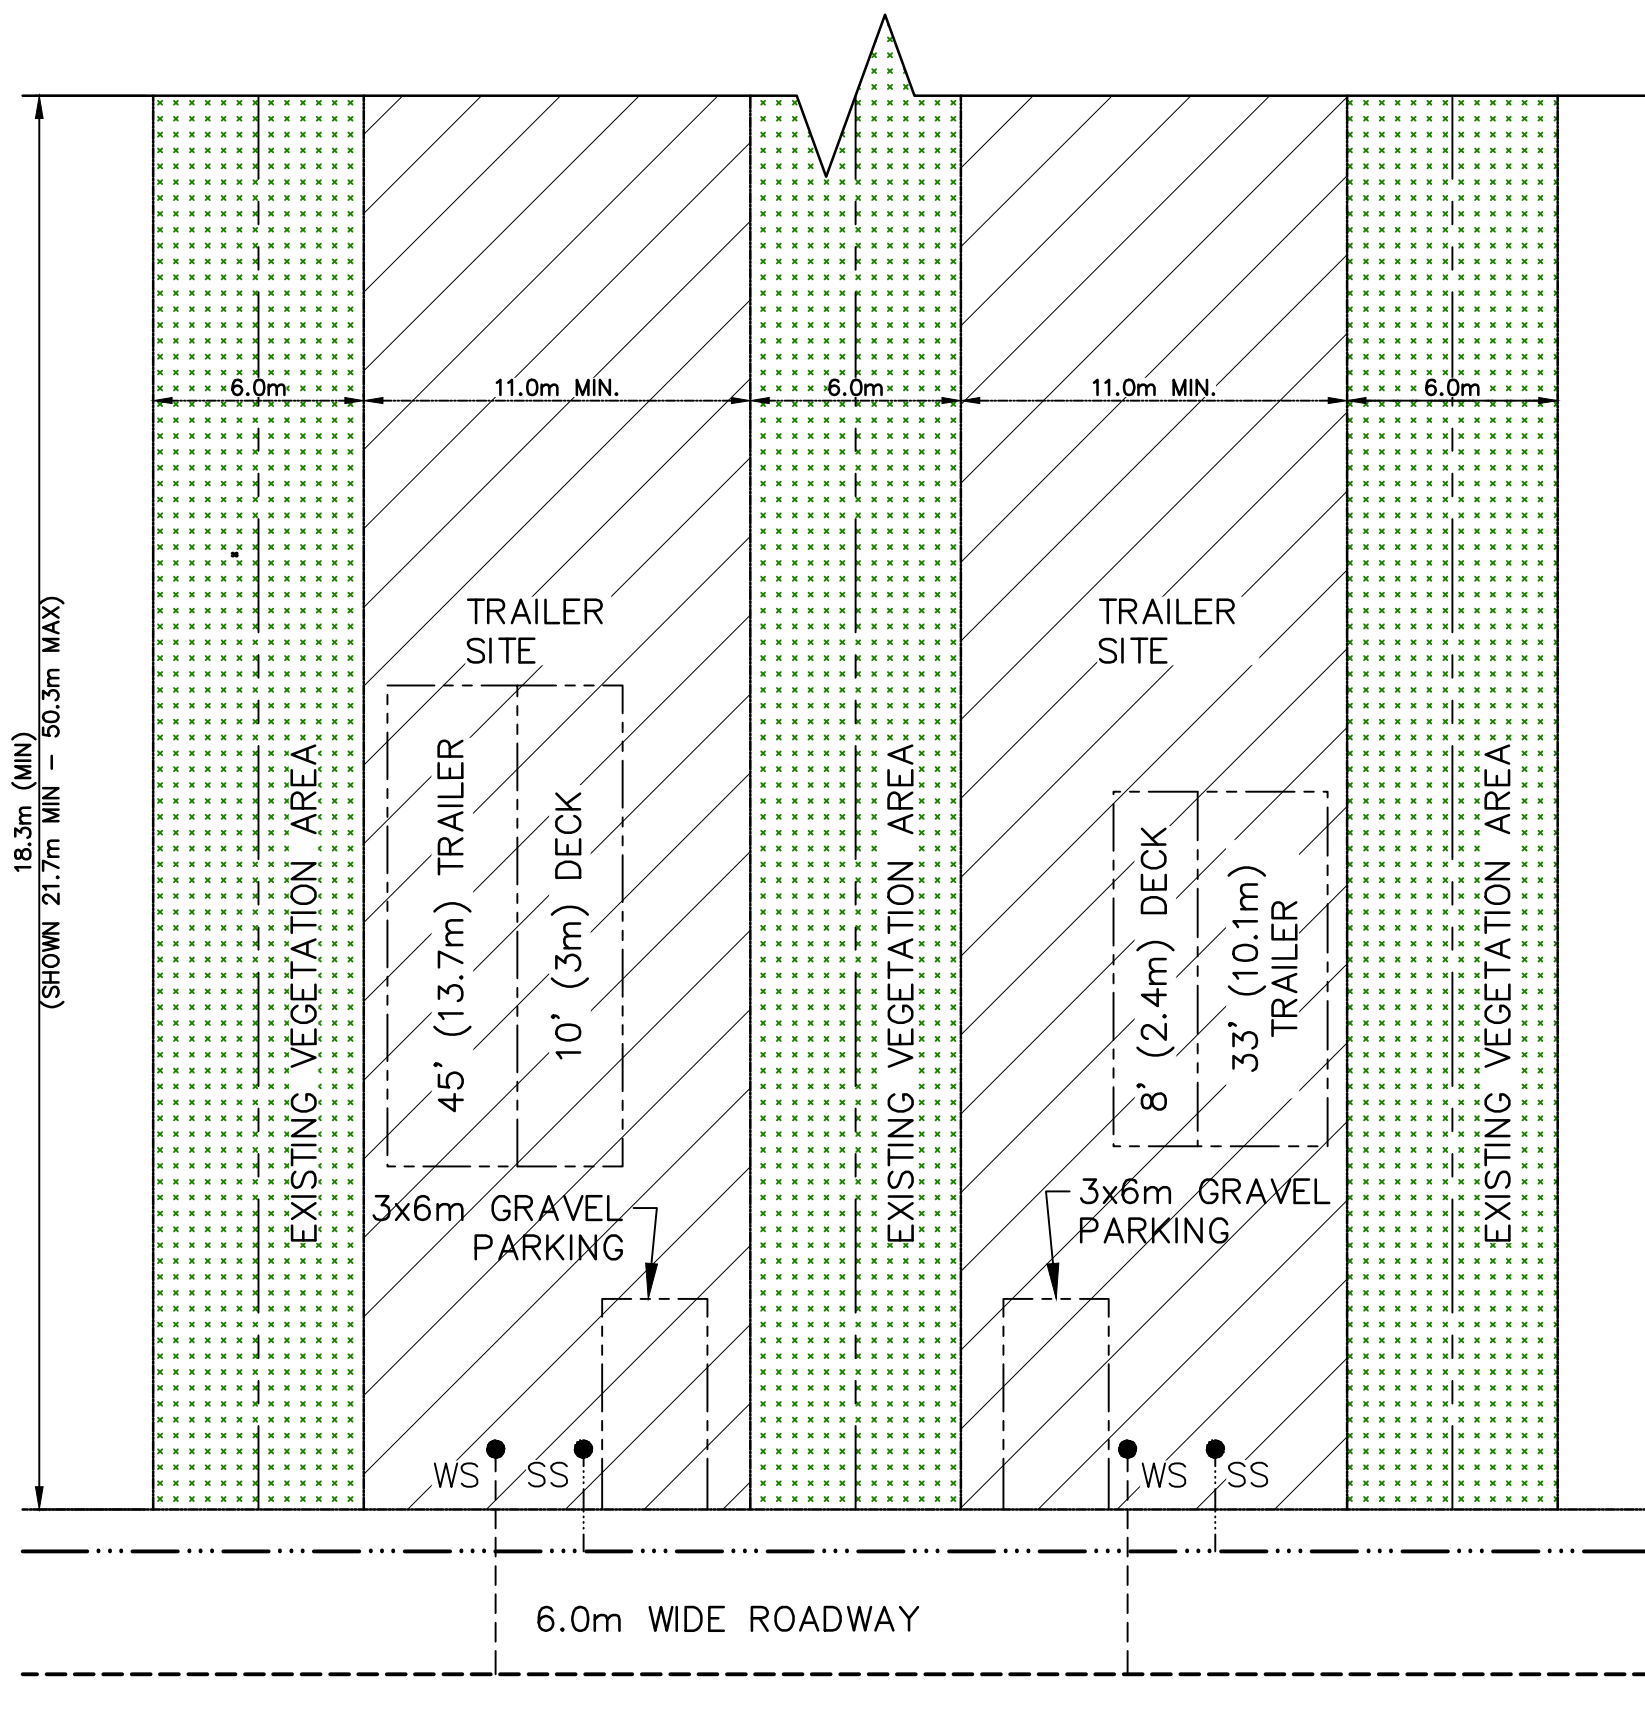 6.0m
11.0m MIN.
6.0m
11.0m MIN.
6.0m
18.3m (MIN)
(SHOWN 21.7m MIN - 50.3m MAX)
TRAILER
SITE
TRAILER
SITE
EXISTING VEGETATION AREA
45' (13.7m) TRAILER
10' (3m) DECK
EXISTING VEGETATION AREA
8' (2.4m) DECK
33' (10.1m)
TRAILER
EXISTING VEGETATION AREA
3x6m GRAVEL
PARKING
3x6m GRAVEL
PARKING
WS
SS
WS
SS
6.0m WIDE ROADWAY